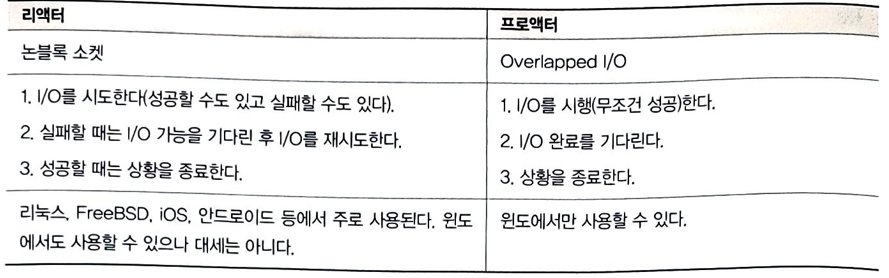 리액터
프로액터
논블록 소켓
Overlapped I/O
1. I/O를 시도한다(성공할 수도 있고 실패할 수도 있다).
2. 실패할 때는 I/O 가능을 기다린 후 I/O를 재시도한다.
3. 성공할 때는 상황을 종료한다.
1. I/O를 시행(무조건 성공)한다.
2. I/O 완료를 기다린다.
3. 상황을 종료한다.
리눅스, FreeBSD, iOS, 안드로이드 등에서 주로 사용된다. 윈도
에서도 사용할 수 있으나 대세는 아니다.
윈도에서만 사용할 수 있다.